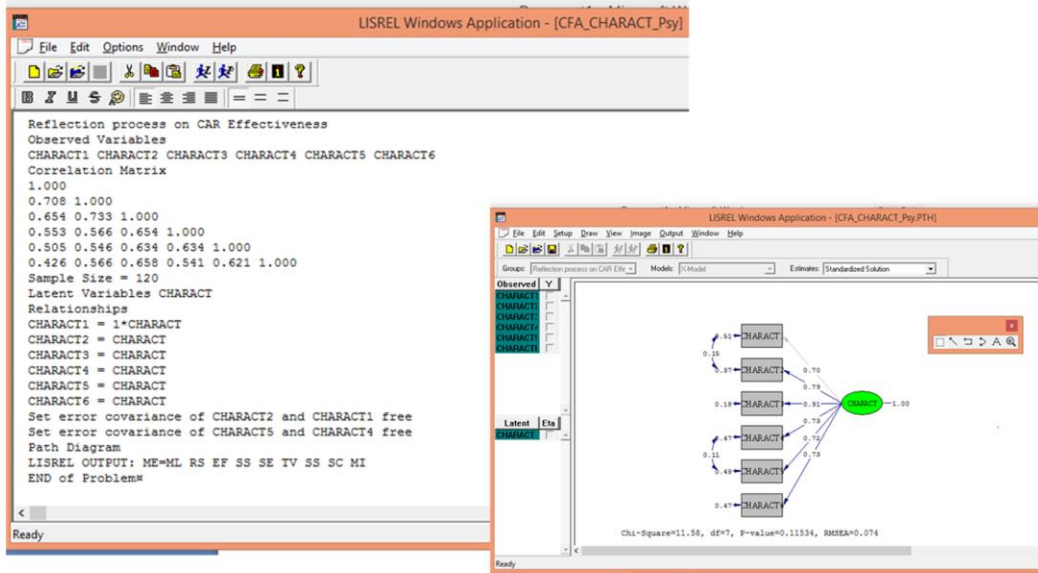 LISREL Windows Application - [CFA_CHARACT_Psy]
File Edit Options Window Help
B I U S
Reflection process on CAR Effectiveness
Observed Variables
CHARACT1 CHARACT2 CHARACT3 CHARACT4 CHARACT5 CHARACT6
Correlation Matrix
1.000
0.708 1.000
0.654 0.733 1.000
0.553 0.566 0.654 1.000
0.505 0.546 0.634 0.634 1.000
0.426 0.566 0.658 0.541 0.621 1.000
Sample Size = 120
Latent Variables CHARACT
Relationships
CHARACT1 = 1*CHARACT
CHARACT2 = CHARACT
CHARACT3 = CHARACT
CHARACT4 = CHARACT
CHARACT5 = CHARACT
CHARACT6 = CHARACT
Set error covariance of CHARACT2 and CHARACT1 free
Set error covariance of CHARACT5 and CHARACT4 free
Path Diagram
LISREL OUTPUT: ME=ML RS EF SS SE TV SS SC MI
END of Problem¤
Ready
LISREL Windows Application - [CFA_CHARACT_Psy.PTH]
File Edit Setup Draw View Image Output Window Help
Groups: Reflection process on CAR Effe Models: X-Model Estimates: Standardized Solution
Observed Y
Latent Eta
CHARACT
0.51 CHARACT
0.15
0.37 CHARACT 0.70
0.79
0.18 CHARACT 0.91 CHARACT 1.00
0.73
0.47 CHARACT 0.72
0.11 0.73
0.48 CHARACT
0.47 CHARACT
Chi-Square=11.58, df=7, P-value=0.11534, RMSEA=0.074
Ready